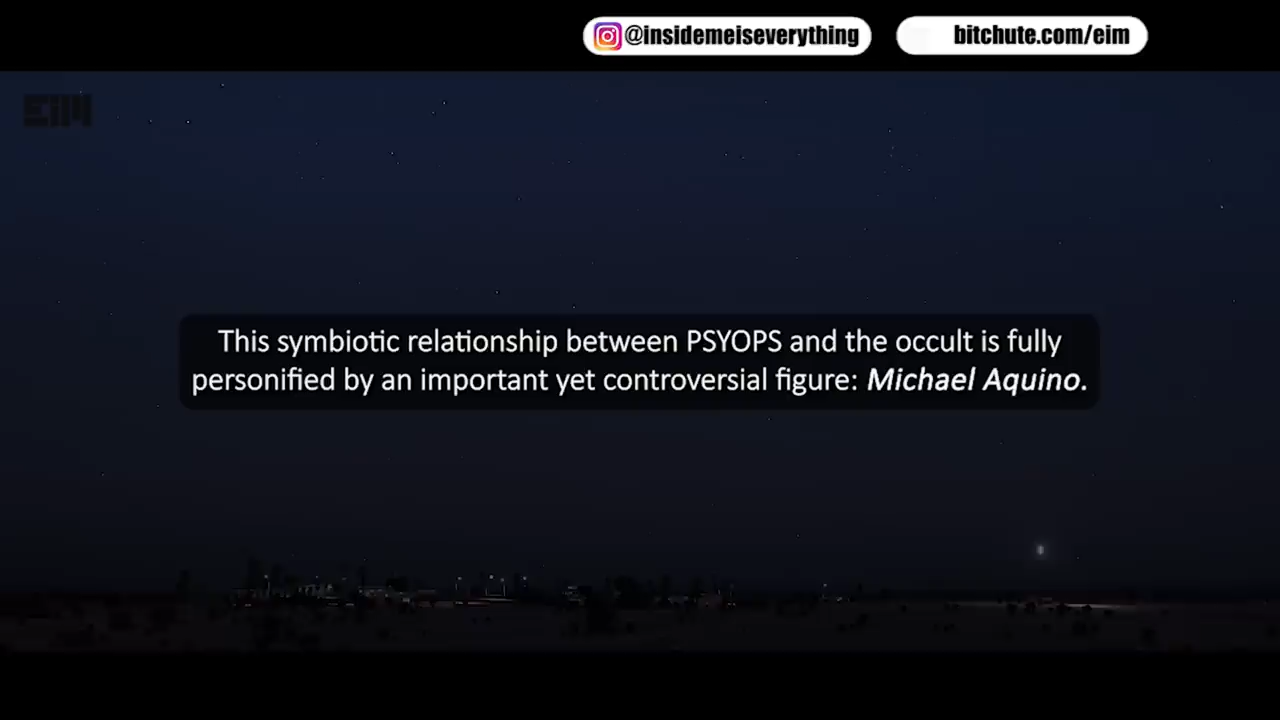 @insidemeiseverything
bitchute.com/eim
EiM
This symbiotic relationship between PSYOPS and the occult is fully
personified by an important yet controversial figure: Michael Aquino.